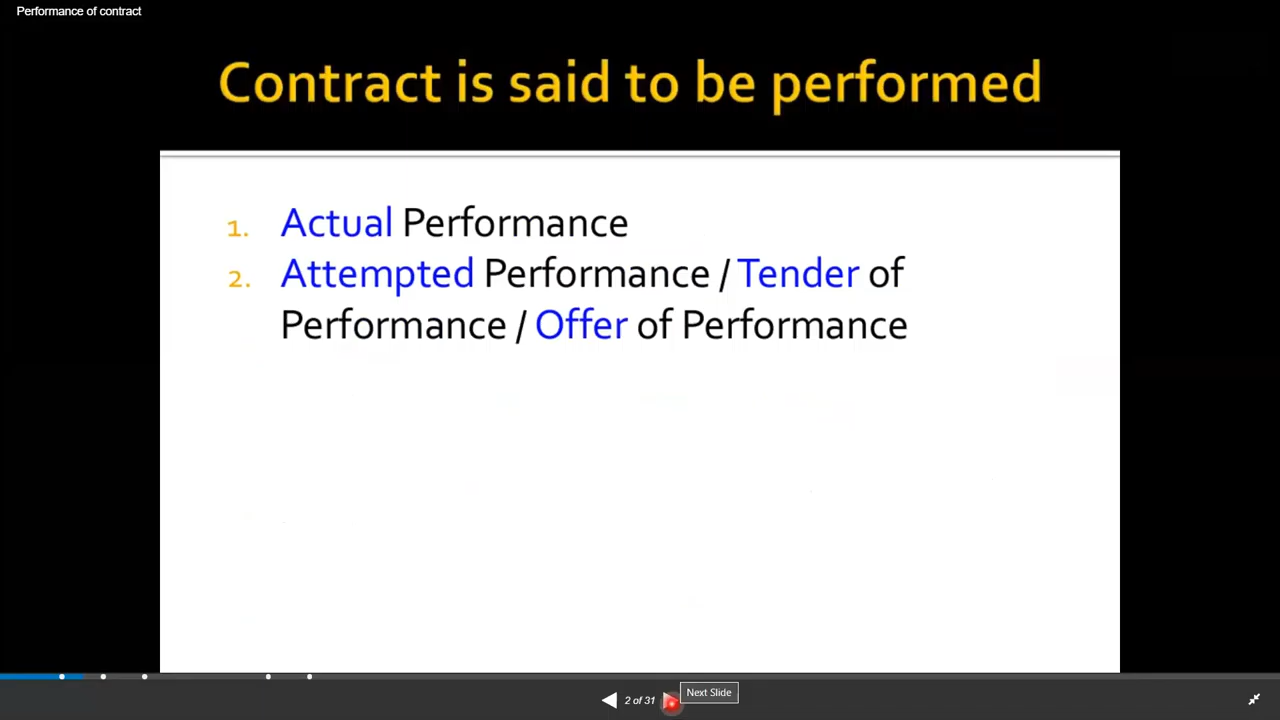 Performance of contract
Contract is said to be performed
1. Actual Performance
2. Attempted Performance / Tender of
Performance / Offer of Performance
2 of 31
Next Slide